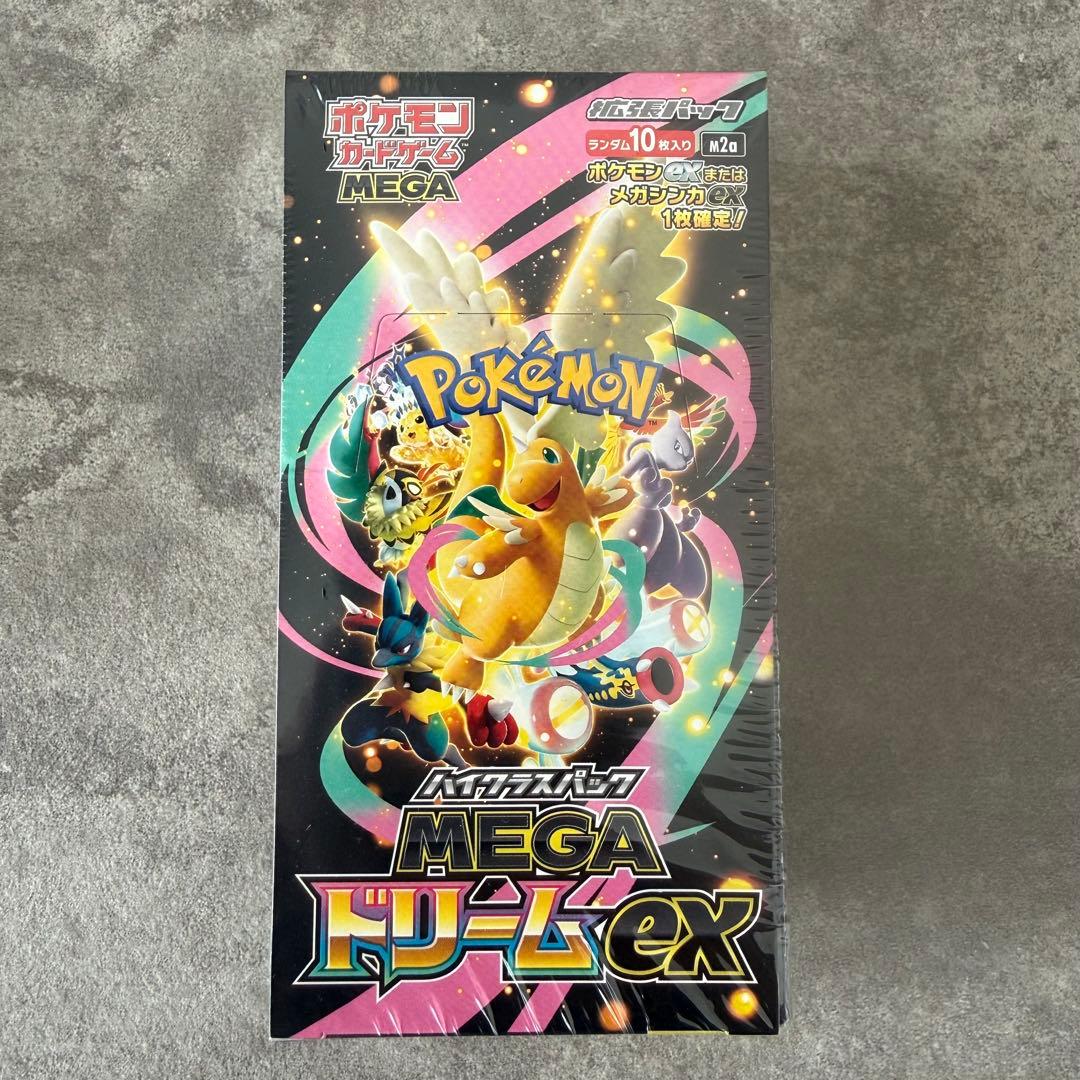 ポケモン
カードゲーム
MEGA
拡張パック
ランダム10枚入り M2a
ポケモンexまたは
メガシンカex
1枚確定!
POKéMON
ハイクラスパック
MEGA
ドリームex